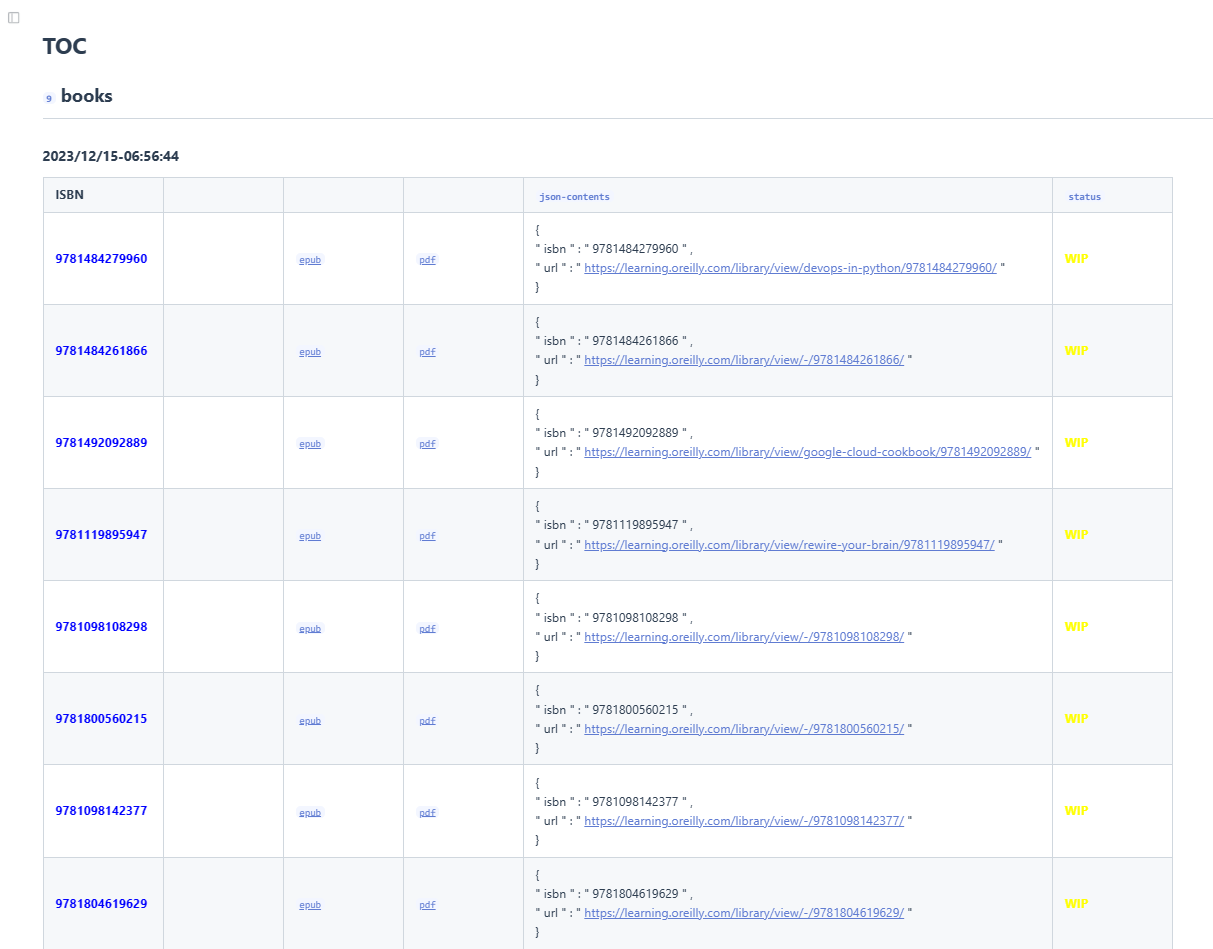 TOC
9 books
2023/12/15-06:56:44
ISBN json-contents status
9781484279960 epub pdf {
" isbn " : " 9781484279960 " ,
" url " : " https://learning.oreilly.com/library/view/devops-in-python/9781484279960/ "
} WIP
9781484261866 epub pdf {
" isbn " : " 9781484261866 " ,
" url " : " https://learning.oreilly.com/library/view/-/9781484261866/ "
} WIP
9781492092889 epub pdf {
" isbn " : " 9781492092889 " ,
" url " : " https://learning.oreilly.com/library/view/google-cloud-cookbook/9781492092889/ "
} WIP
9781119895947 epub pdf {
" isbn " : " 9781119895947 " ,
" url " : " https://learning.oreilly.com/library/view/rewire-your-brain/9781119895947/ "
} WIP
9781098108298 epub pdf {
" isbn " : " 9781098108298 " ,
" url " : " https://learning.oreilly.com/library/view/-/9781098108298/ "
} WIP
9781800560215 epub pdf {
" isbn " : " 9781800560215 " ,
" url " : " https://learning.oreilly.com/library/view/-/9781800560215/ "
} WIP
9781098142377 epub pdf {
" isbn " : " 9781098142377 " ,
" url " : " https://learning.oreilly.com/library/view/-/9781098142377/ "
} WIP
9781804619629 epub pdf {
" isbn " : " 9781804619629 " ,
" url " : " https://learning.oreilly.com/library/view/-/9781804619629/ "
} WIP